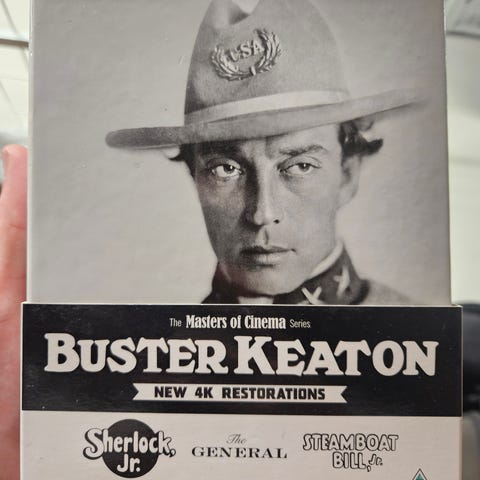 USA
The Masters of Cinema Series
BUSTER KEATON
NEW 4K RESTORATIONS
Sherlock, Jr.
The GENERAL
STEAMBOAT BILL, Jr.